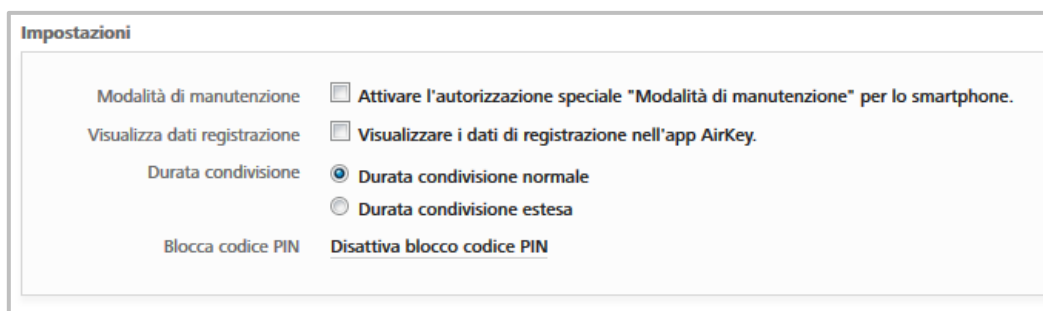 Impostazioni
Modalità di manutenzione Attivare l'autorizzazione speciale "Modalità di manutenzione" per lo smartphone.
Visualizza dati registrazione Visualizzare i dati di registrazione nell'app AirKey.
Durata condivisione Durata condivisione normale
Durata condivisione estesa
Blocca codice PIN Disattiva blocco codice PIN